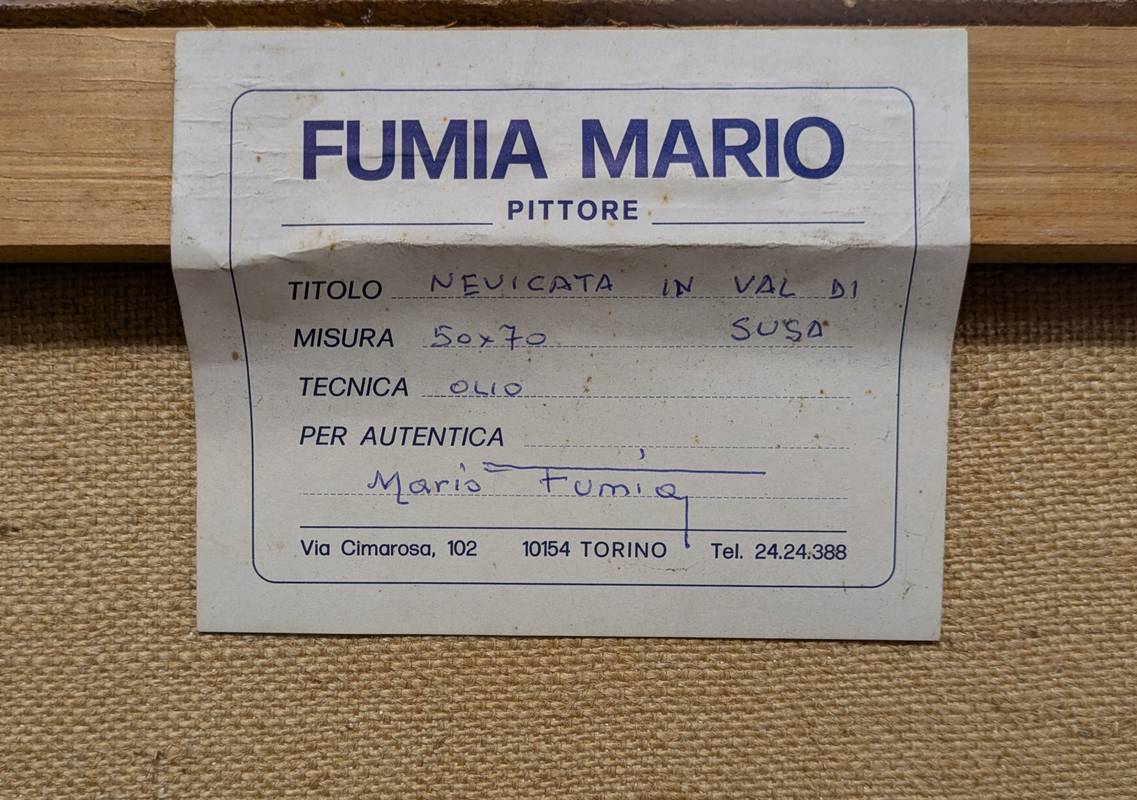 FUMIA MARIO
PITTORE
TITOLO NEVICATA IN VAL DI
SUSA
MISURA 50x70
TECNICA OLIO
PER AUTENTICA
Mario Fumia
Via Cimarosa, 102 10154 TORINO Tel. 24.24.388